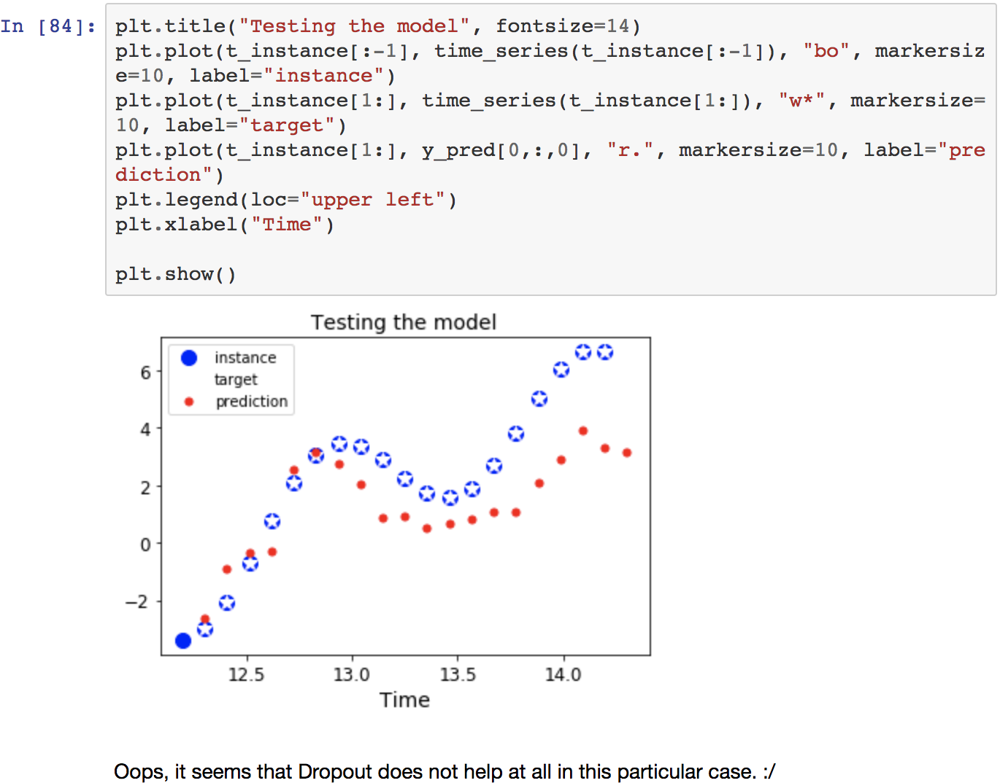 In [84]:
plt.title("Testing the model", fontsize=14)
plt.plot(t_instance[:-1], time_series(t_instance[:-1]), "bo", markersiz
e=10, label="instance")
plt.plot(t_instance[1:], time_series(t_instance[1:]), "w*", markersize=
10, label="target")
plt.plot(t_instance[1:], y_pred[0,:,0], "r.", markersize=10, label="pre
diction")
plt.legend(loc="upper left")
plt.xlabel("Time")
plt.show()
Testing the model
instance
target
prediction
6
4
2
0
−2
12.5 13.0 13.5 14.0
Time
Oops, it seems that Dropout does not help at all in this particular case. :/